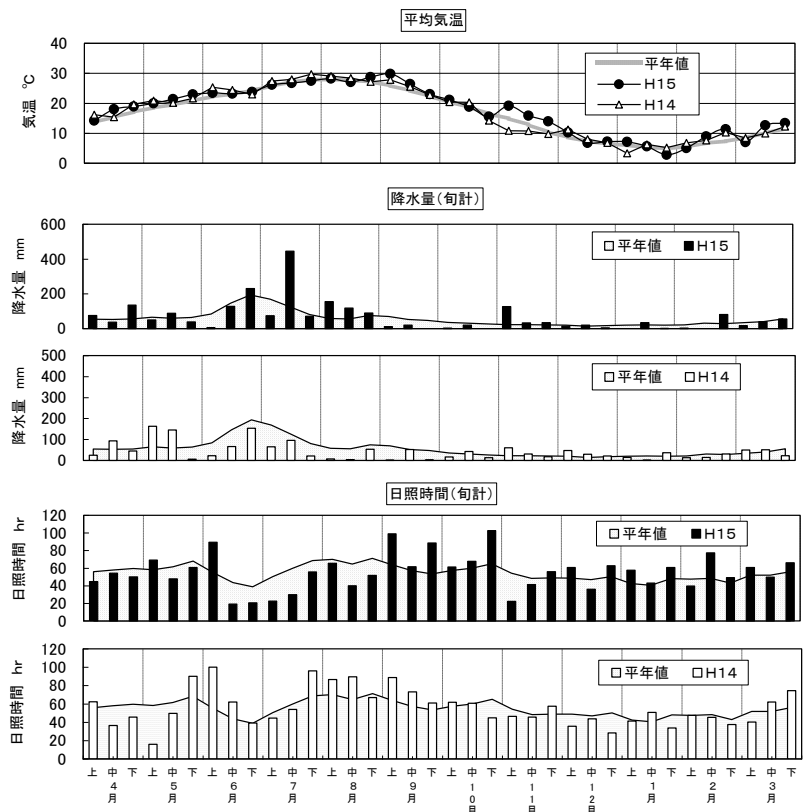 平均気温
気温 ℃
40
30
20
10
0
平年値
H15
H14
降水量(旬計)
降水量 mm
600
400
200
0
平年値 H15
降水量 mm
500
400
300
200
100
0
平年値 H14
日照時間(旬計)
日照時間 hr
120
100
80
60
40
20
0
平年値 H15
日照時間 hr
120
100
80
60
40
20
0
平年値 H14
上 中 下 上 中 下 上 中 下 上 中 下 上 中 下 上 中 下 上 中 下 上 中 下 上 中 下 上 中 下 上 中 下 上 中 下
4月 5月 6月 7月 8月 9月 10月 11月 12月 1月 2月 3月